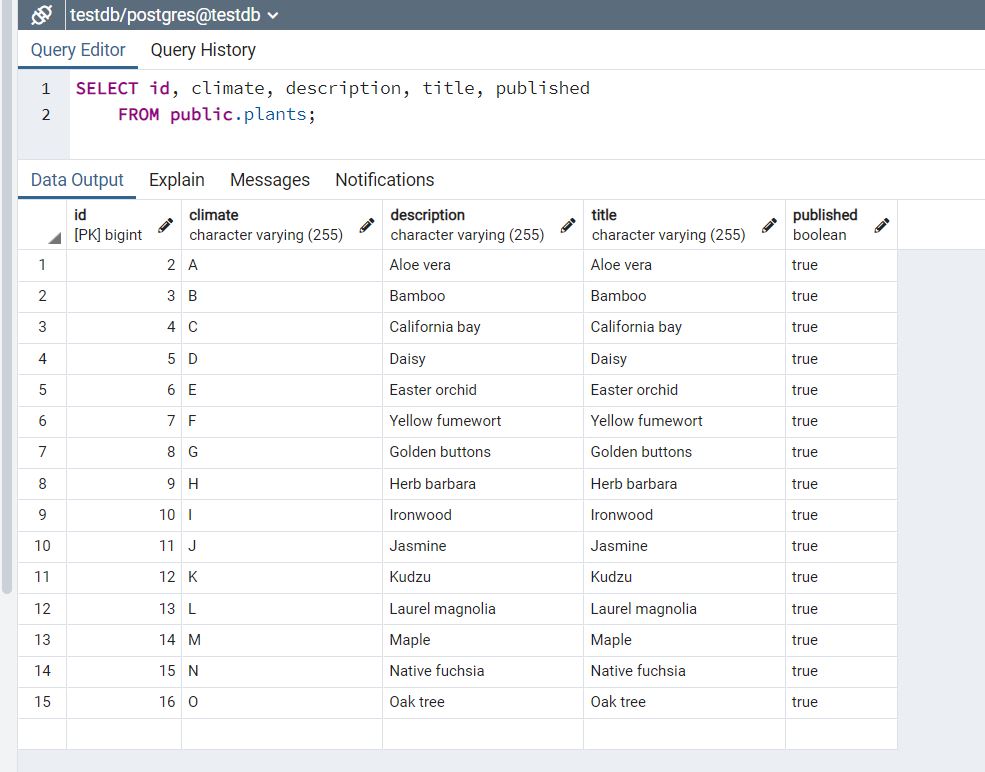 testdb/postgres@testdb
Query Editor Query History
1 SELECT id, climate, description, title, published
2 FROM public.plants;
Data Output Explain Messages Notifications
id climate description title published
[PK] bigint character varying (255) character varying (255) character varying (255) boolean
1 2 A Aloe vera Aloe vera true
2 3 B Bamboo Bamboo true
3 4 C California bay California bay true
4 5 D Daisy Daisy true
5 6 E Easter orchid Easter orchid true
6 7 F Yellow fumewort Yellow fumewort true
7 8 G Golden buttons Golden buttons true
8 9 H Herb barbara Herb barbara true
9 10 I Ironwood Ironwood true
10 11 J Jasmine Jasmine true
11 12 K Kudzu Kudzu true
12 13 L Laurel magnolia Laurel magnolia true
13 14 M Maple Maple true
14 15 N Native fuchsia Native fuchsia true
15 16 O Oak tree Oak tree true